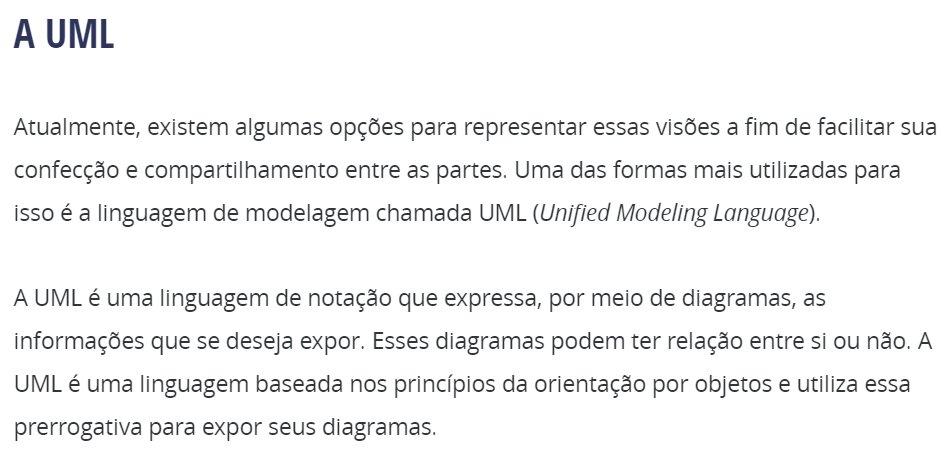 A UML
Atualmente, existem algumas opções para representar essas visões a fim de facilitar sua
confecção e compartilhamento entre as partes. Uma das formas mais utilizadas para
isso é a linguagem de modelagem chamada UML (Unified Modeling Language).
A UML é uma linguagem de notação que expressa, por meio de diagramas, as
informações que se deseja expor. Esses diagramas podem ter relação entre si ou não. A
UML é uma linguagem baseada nos princípios da orientação por objetos e utiliza essa
prerrogativa para expor seus diagramas.